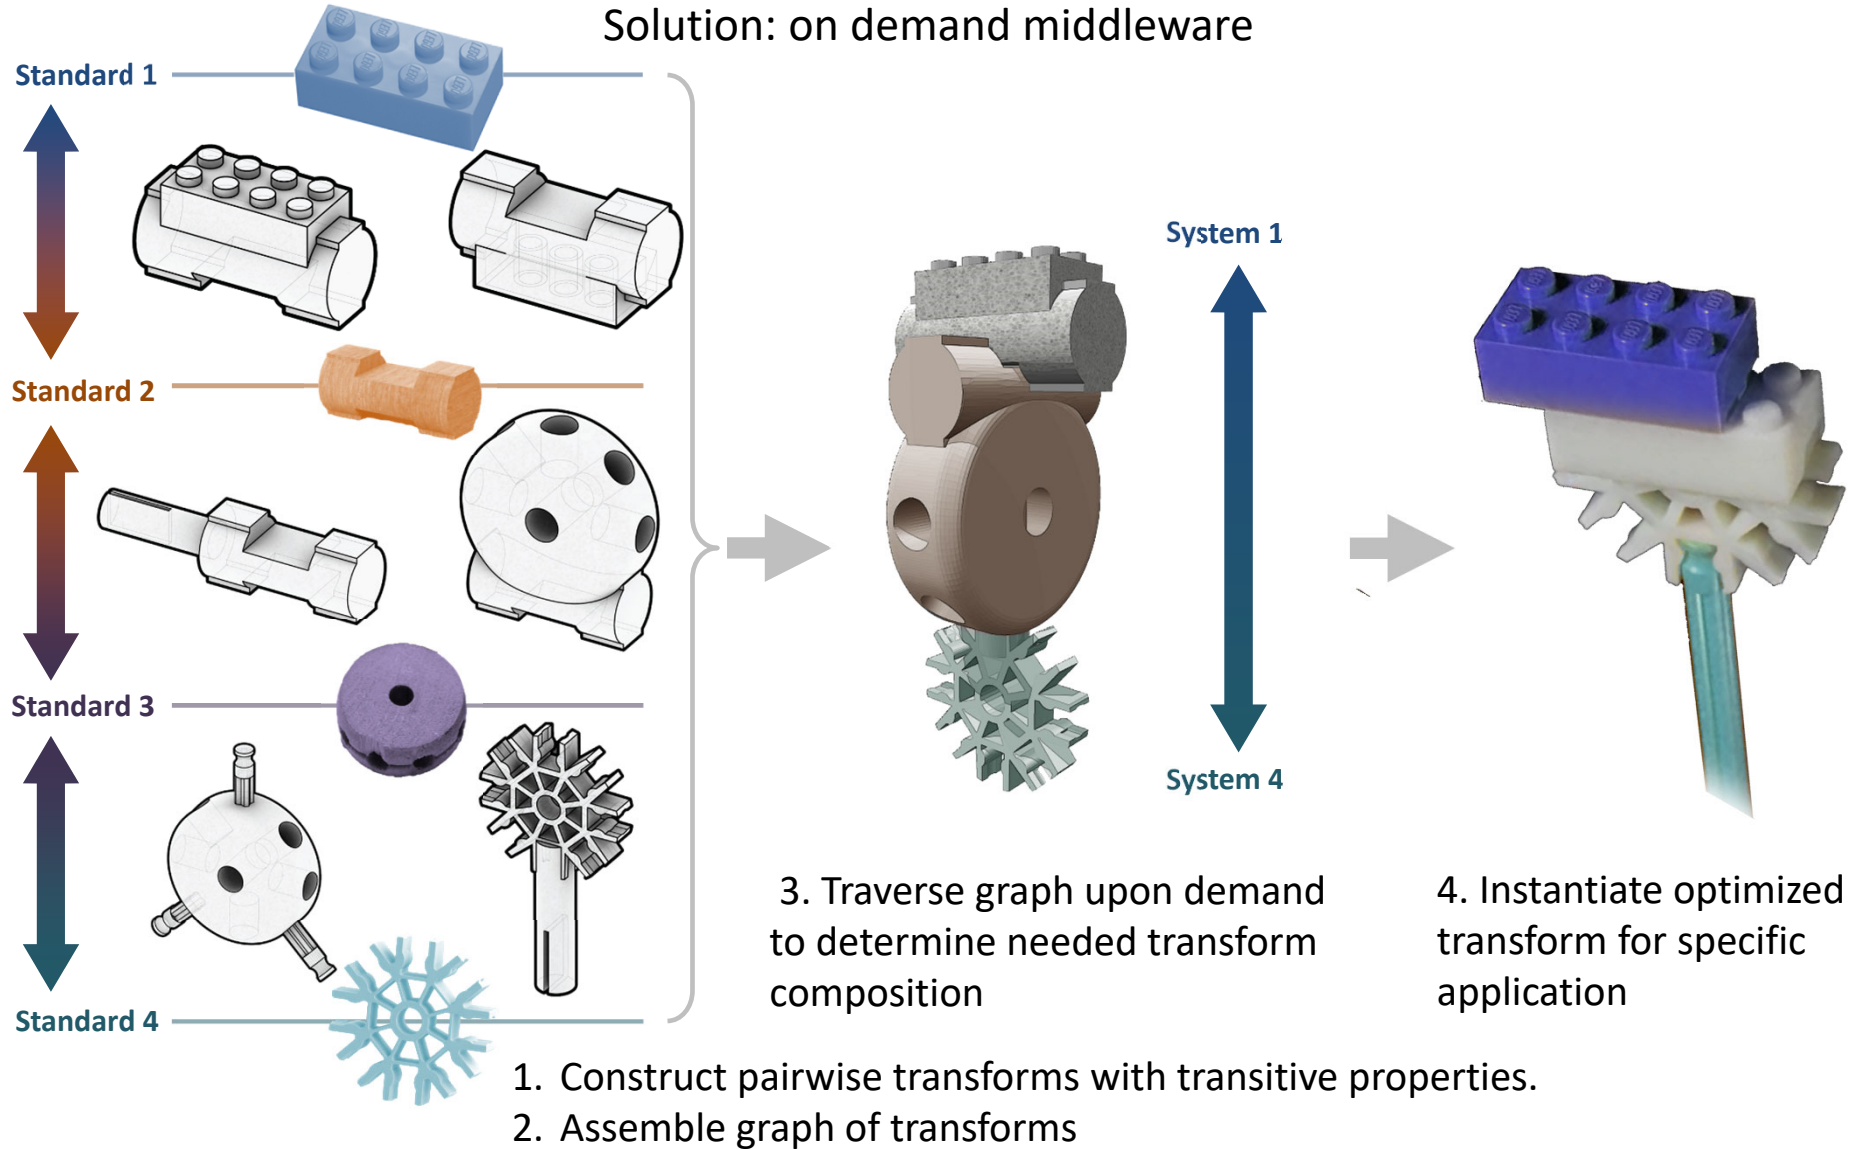 Solution: on demand middleware
Standard 1
Standard 2
Standard 3
Standard 4
System 1
System 4
3. Traverse graph upon demand
to determine needed transform
composition
4. Instantiate optimized
transform for specific
application
1. Construct pairwise transforms with transitive properties.
2. Assemble graph of transforms